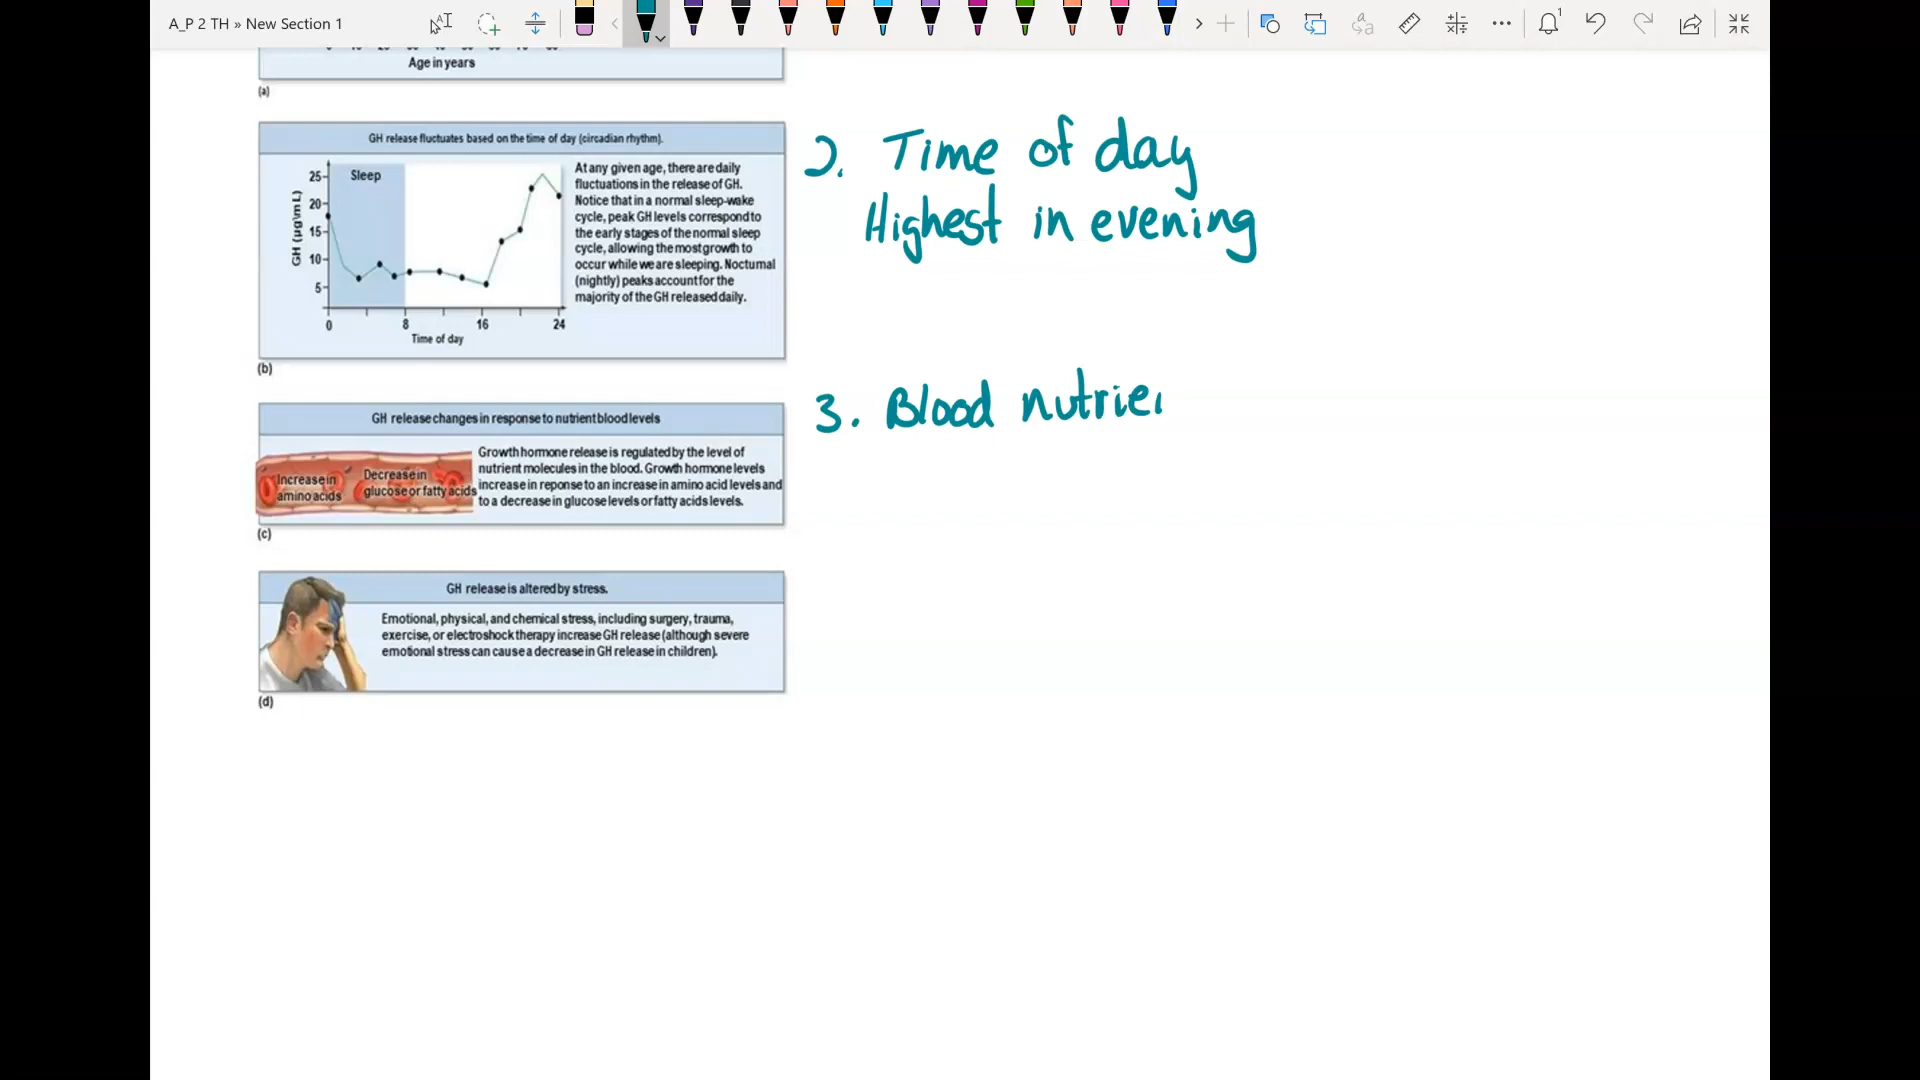 A_P 2 TH » New Section 1
Age in years
(a)
GH release fluctuates based on the time of day (circadian rhythm).
25
20
15
10
5
GH (µg\m L)
Sleep
0
8
16
24
Time of day
At any given age, there are daily
fluctuations in the release of GH.
Notice that in a normal sleep-wake
cycle, peak GH levels correspond to
the early stages of the normal sleep
cycle, allowing the most growth to
occur while we are sleeping. Nocturnal
(nightly) peaks account for the
majority of the GH released daily.
(b)
2. Time of day
Highest in evening
3. Blood nutrie
GH release changes in response to nutrient blood levels
Increase in
amino acids
Decrease in
glucose or fatty acids
Growth hormone release is regulated by the level of
nutrient molecules in the blood. Growth hormone levels
increase in reponse to an increase in amino acid levels and
to a decrease in glucose levels or fatty acids levels.
(c)
GH release is altered by stress.
Emotional, physical, and chemical stress, including surgery, trauma,
exercise, or electroshock therapy increase GH release (although severe
emotional stress can cause a decrease in GH release in children).
(d)